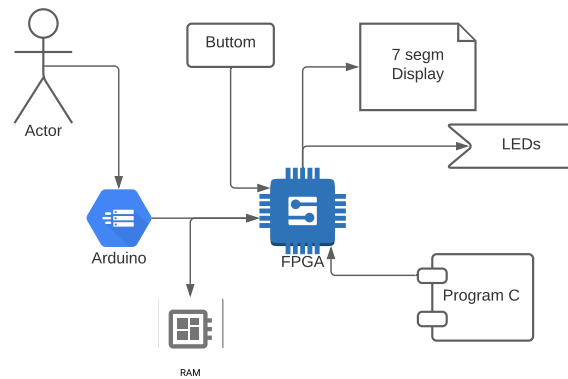 Buttom
7 segm
Display
Actor
LEDs
Arduino
FPGA
Program C
RAM